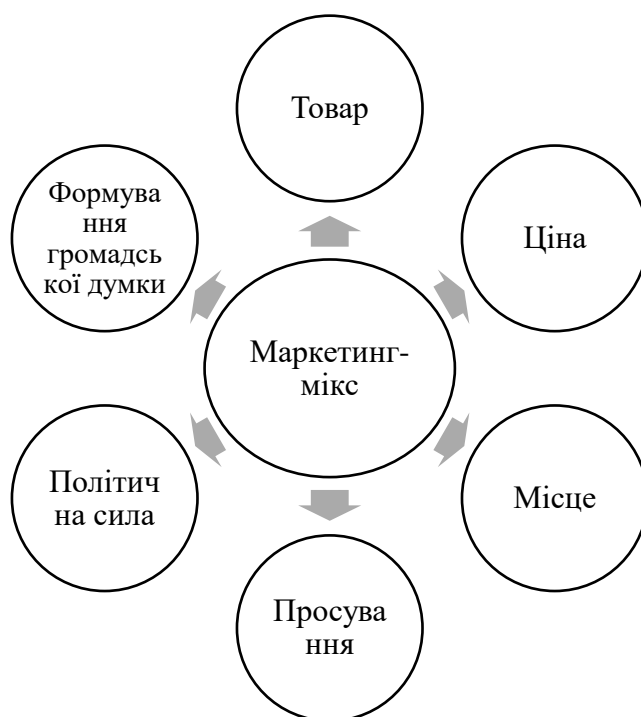 Товар
Формува
ння
громадсь
кої думки
Ціна
Маркетинг-
мікс
Політич
на сила
Місце
Просува
ння